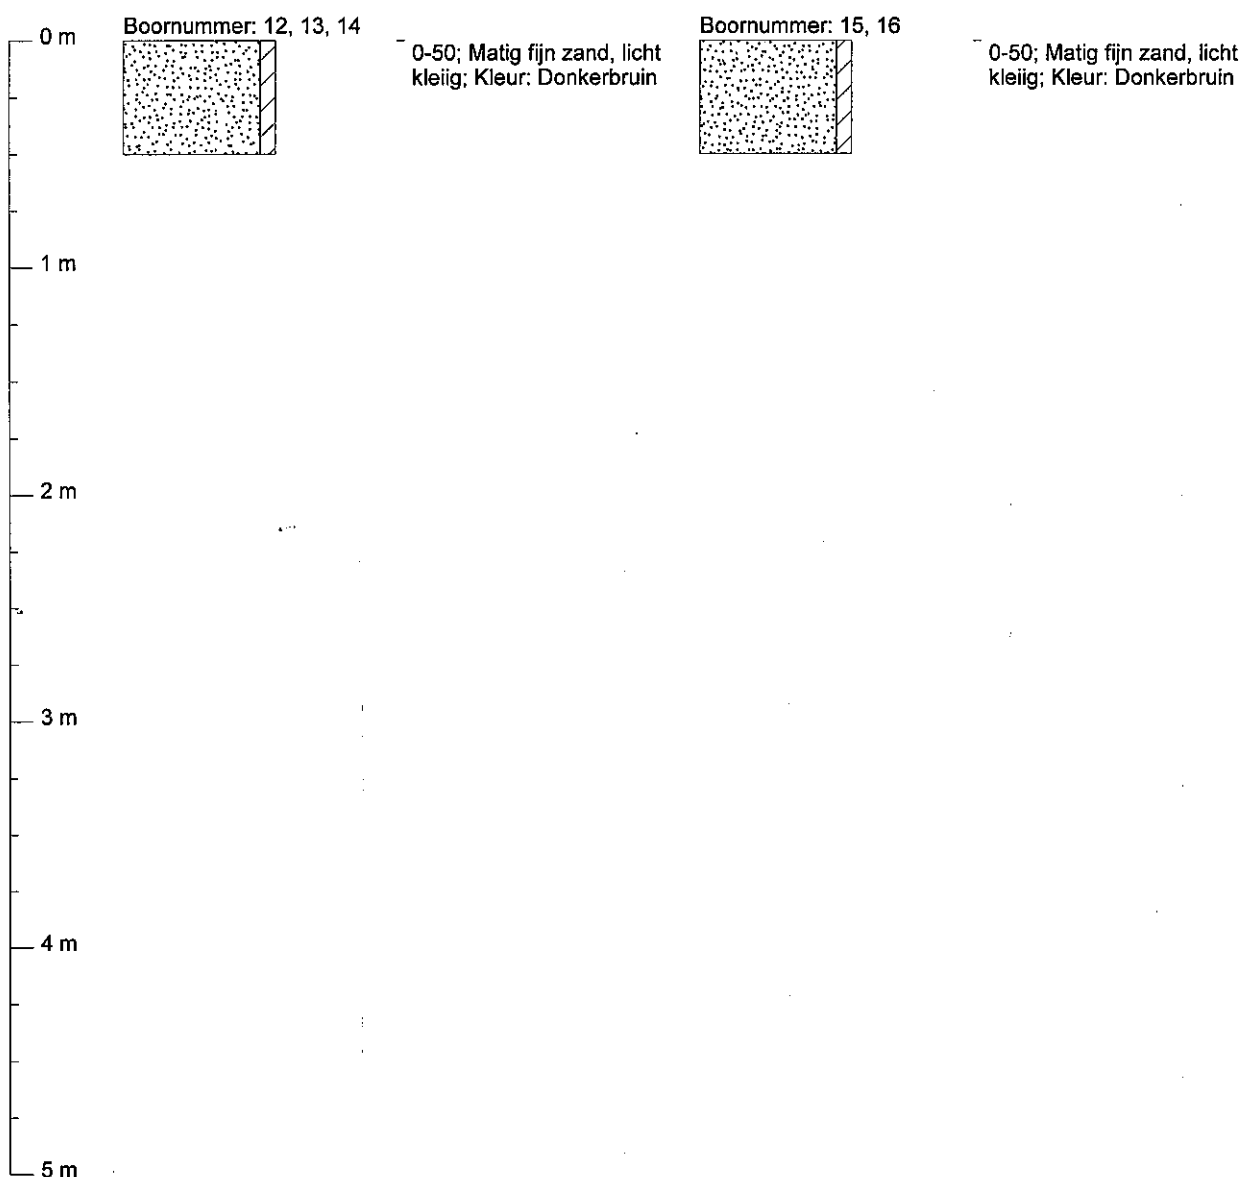 Boornummer: 12, 13, 14
0-50; Matig fijn zand, licht
kleiig; Kleur: Donkerbruin
Boornummer: 15, 16
0-50; Matig fijn zand, licht
kleiig; Kleur: Donkerbruin
0 m
1 m
2 m
3 m
4 m
5 m